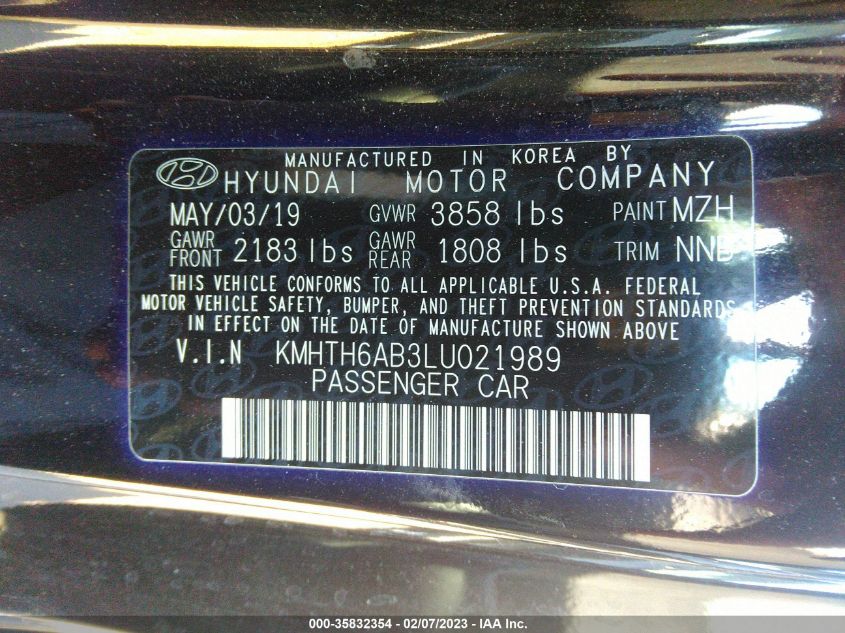 MANUFACTURED IN KOREA BY
HYUNDAI MOTOR COMPANY
MAY/03/19 GVWR 3858 lbs PAINT MZH
GAWR FRONT 2183 lbs GAWR REAR 1808 lbs TRIM NNB
THIS VEHICLE CONFORMS TO ALL APPLICABLE U.S.A. FEDERAL
MOTOR VEHICLE SAFETY, BUMPER, AND THEFT PREVENTION STANDARDS
IN EFFECT ON THE DATE OF MANUFACTURE SHOWN ABOVE
V.I.N KMHTH6AB3LU021989
PASSENGER CAR
000-35832354 - 02/07/2023 - IAA Inc.